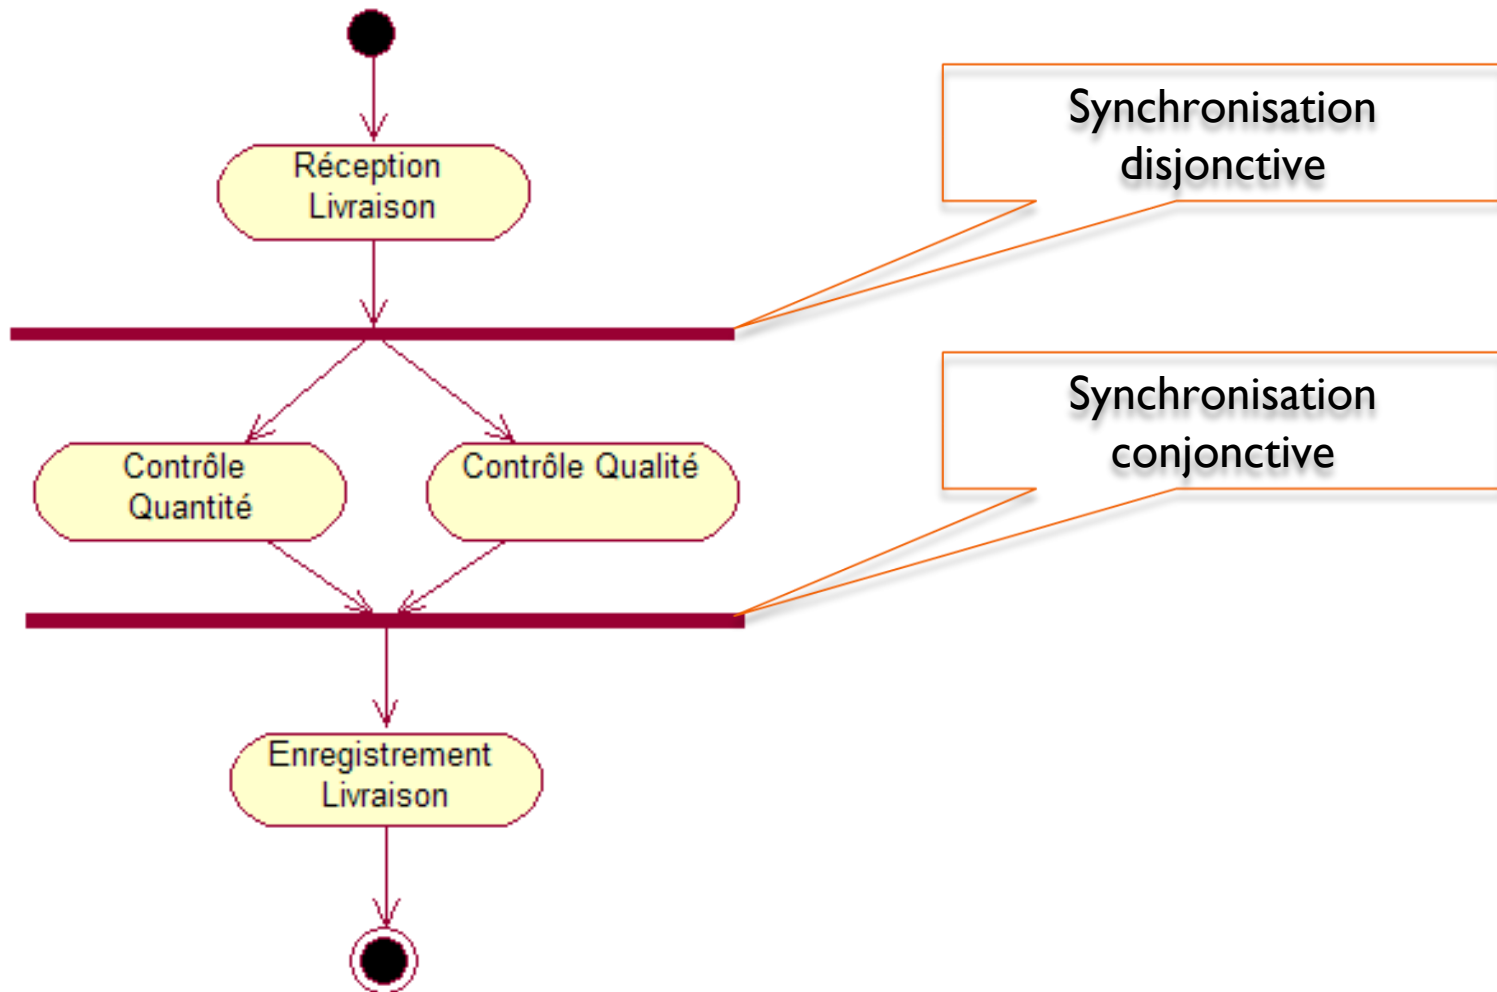 Réception
Livraison
Synchronisation
disjonctive
Contrôle
Quantité
Contrôle Qualité
Synchronisation
conjonctive
Enregistrement
Livraison